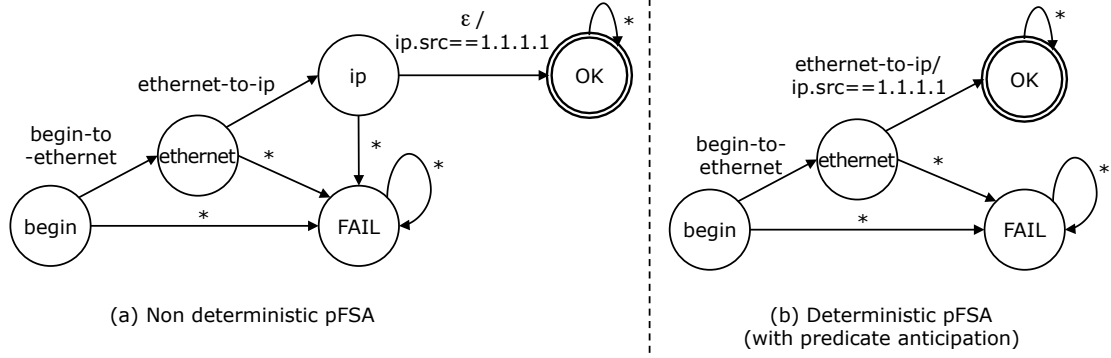 ε /
ip.src==1.1.1.1
*
ip
OK
ethernet-to-ip
begin-to
-ethernet
ethernet
*
*
*
begin
*
FAIL
(a) Non deterministic pFSA
*
OK
ethernet-to-ip/
ip.src==1.1.1.1
begin-to-
ethernet
ethernet
*
*
begin
*
FAIL
(b) Deterministic pFSA
(with predicate anticipation)